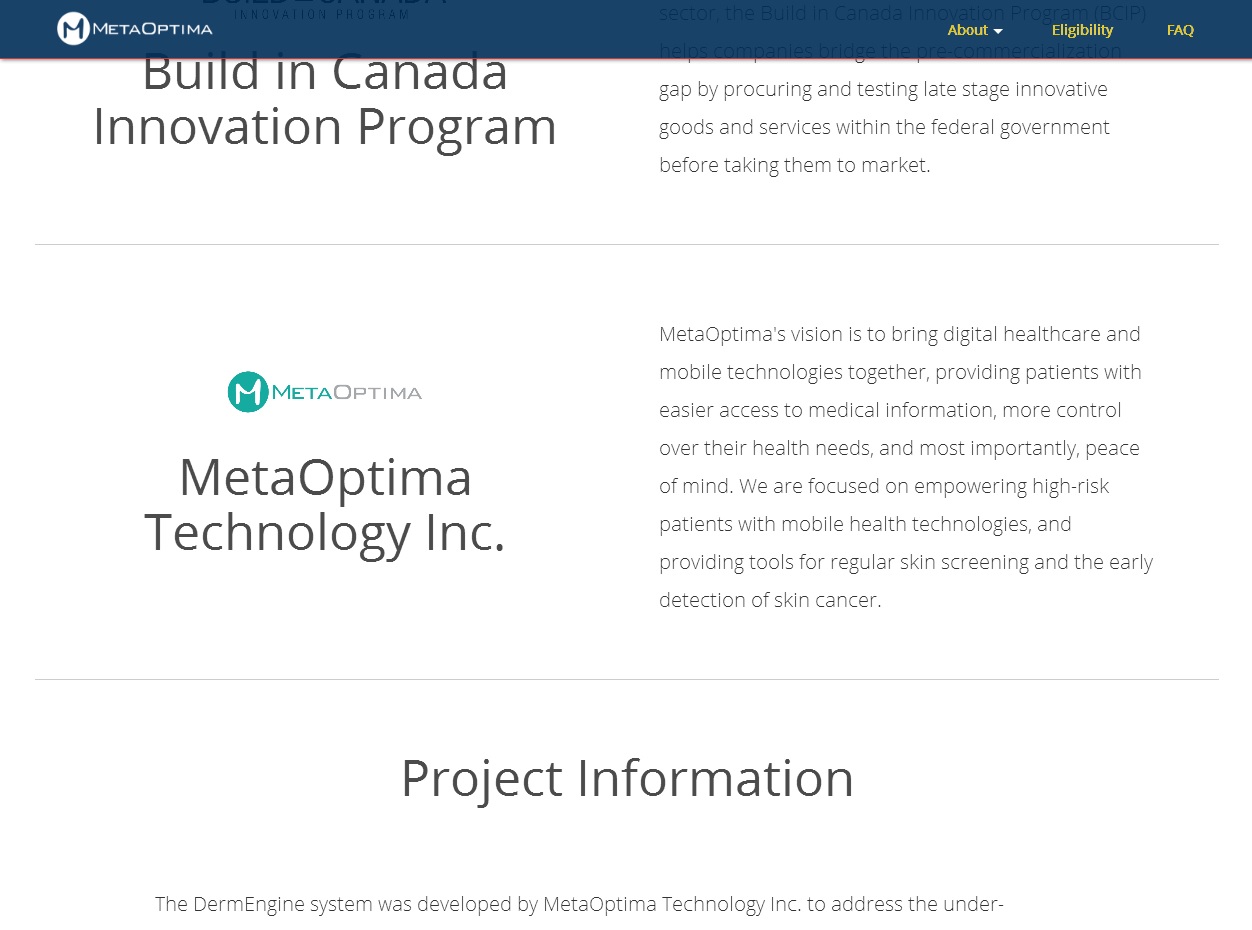 METAOPTIMA
About
Eligibility
FAQ
INNOVATION PROGRAM
Build in Canada
Innovation Program
sector, the Build in Canada Innovation Program (BCIP)
helps companies bridge the pre-commercialization
gap by procuring and testing late stage innovative
goods and services within the federal government
before taking them to market.
METAOPTIMA
MetaOptima
Technology Inc.
MetaOptima's vision is to bring digital healthcare and
mobile technologies together, providing patients with
easier access to medical information, more control
over their health needs, and most importantly, peace
of mind. We are focused on empowering high-risk
patients with mobile health technologies, and
providing tools for regular skin screening and the early
detection of skin cancer.
Project Information
The DermEngine system was developed by MetaOptima Technology Inc. to address the under-